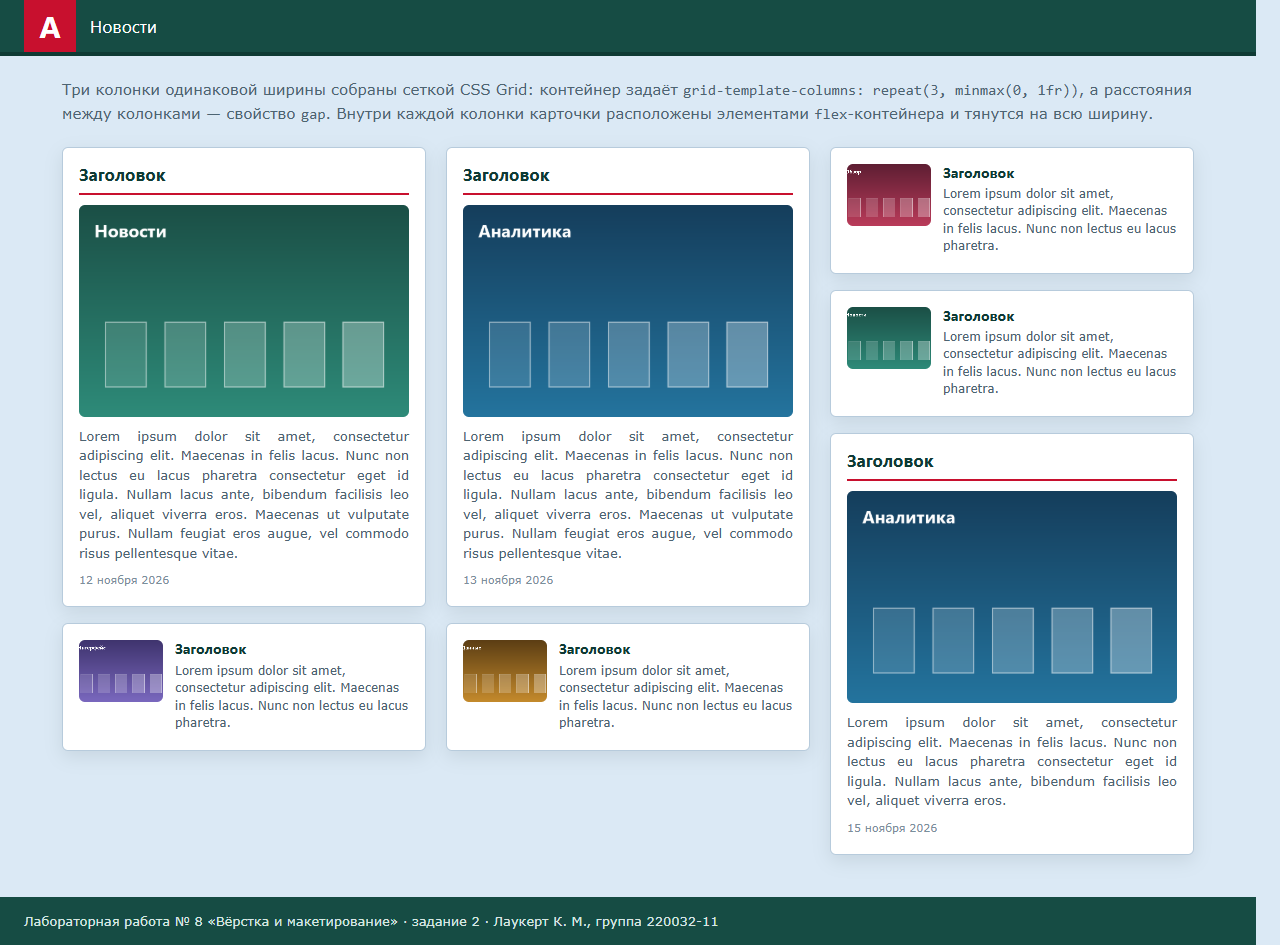 A Новости
Три колонки одинаковой ширины собраны сеткой CSS Grid: контейнер задаёт grid-template-columns: repeat(3, minmax(0, 1fr)), а расстояния
между колонками — свойство gap. Внутри каждой колонки карточки расположены элементами flex-контейнера и тянутся на всю ширину.
Заголовок
Новости
Lorem ipsum dolor sit amet, consectetur
adipiscing elit. Maecenas in felis lacus. Nunc non
lectus eu lacus pharetra consectetur eget id
ligula. Nullam lacus ante, bibendum facilisis leo
vel, aliquet viverra eros. Maecenas ut vulputate
purus. Nullam feugiat eros augue, vel commodo
risus pellentesque vitae.
12 ноября 2026
Заголовок
Lorem ipsum dolor sit amet,
consectetur adipiscing elit. Maecenas
in felis lacus. Nunc non lectus eu lacus
pharetra.
Заголовок
Аналитика
Lorem ipsum dolor sit amet, consectetur
adipiscing elit. Maecenas in felis lacus. Nunc non
lectus eu lacus pharetra consectetur eget id
ligula. Nullam lacus ante, bibendum facilisis leo
vel, aliquet viverra eros. Maecenas ut vulputate
purus. Nullam feugiat eros augue, vel commodo
risus pellentesque vitae.
13 ноября 2026
Заголовок
Lorem ipsum dolor sit amet,
consectetur adipiscing elit. Maecenas
in felis lacus. Nunc non lectus eu lacus
pharetra.
Заголовок
Lorem ipsum dolor sit amet,
consectetur adipiscing elit. Maecenas
in felis lacus. Nunc non lectus eu lacus
pharetra.
Заголовок
Lorem ipsum dolor sit amet,
consectetur adipiscing elit. Maecenas
in felis lacus. Nunc non lectus eu lacus
pharetra.
Заголовок
Аналитика
Lorem ipsum dolor sit amet, consectetur
adipiscing elit. Maecenas in felis lacus. Nunc non
lectus eu lacus pharetra consectetur eget id
ligula. Nullam lacus ante, bibendum facilisis leo
vel, aliquet viverra eros.
15 ноября 2026
Лабораторная работа № 8 «Вёрстка и макетирование» · задание 2 · Лаукерт К. М., группа 220032-11